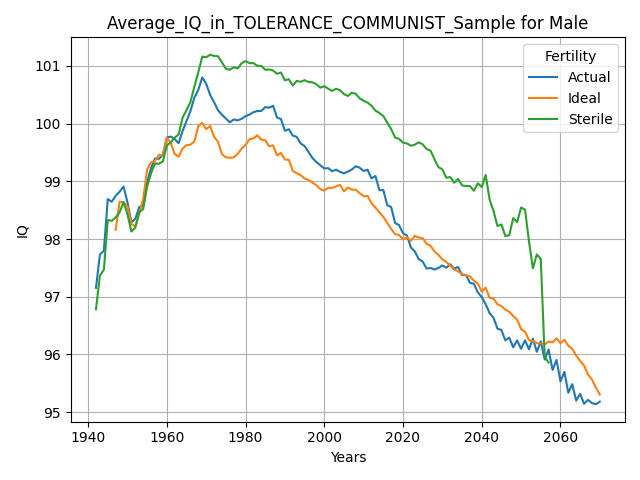 Average_IQ_in_TOLERANCE_COMMUNIST_Sample for Male
Fertility
Actual
Ideal
Sterile
IQ
101
100
99
98
97
96
95
1940
1960
1980
2000
2020
2040
2060
Years